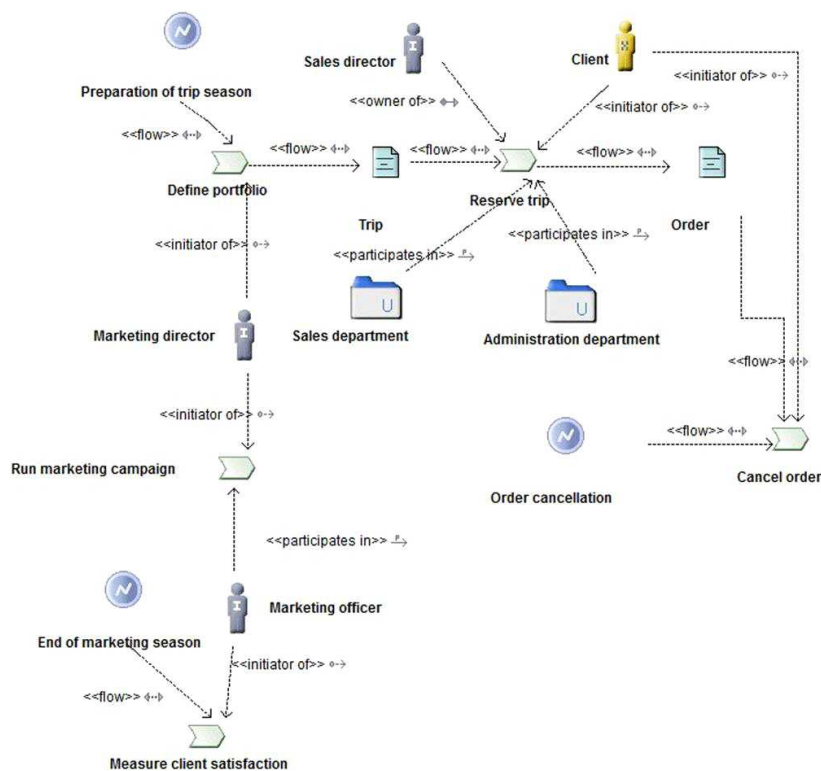 Sales director
Client
<<initiator of>>
Preparation of trip season
<<owner of>>
<<initiator of>>
<<flow>>
<<flow>>
<<flow>>
<<flow>>
Define portfolio
Reserve trip
Trip
Order
<<initiator of>>
<<participates in>> P
<<participates in>> P
U
U
Marketing director
I
Sales department
Administration department
<<flow>>
<<initiator of>>
<<flow>>
Run marketing campaign
Cancel order
Order cancellation
<<participates in>> P
I
Marketing officer
End of marketing season
<<initiator of>>
<<flow>>
Measure client satisfaction